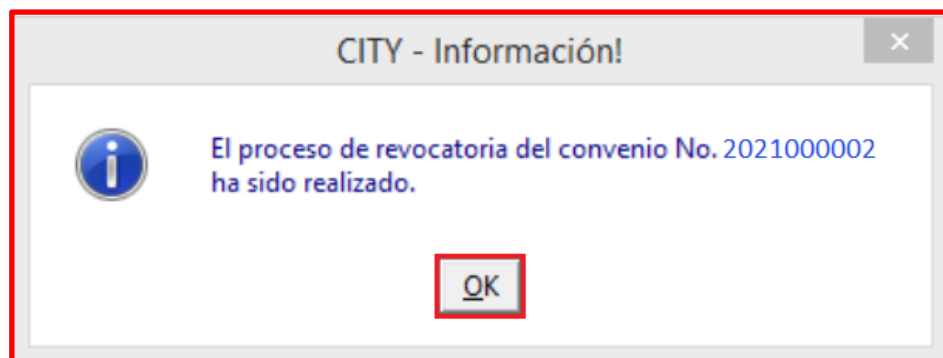 CITY - Información!
El proceso de revocatoria del convenio No. 2021000002
ha sido realizado.
OK